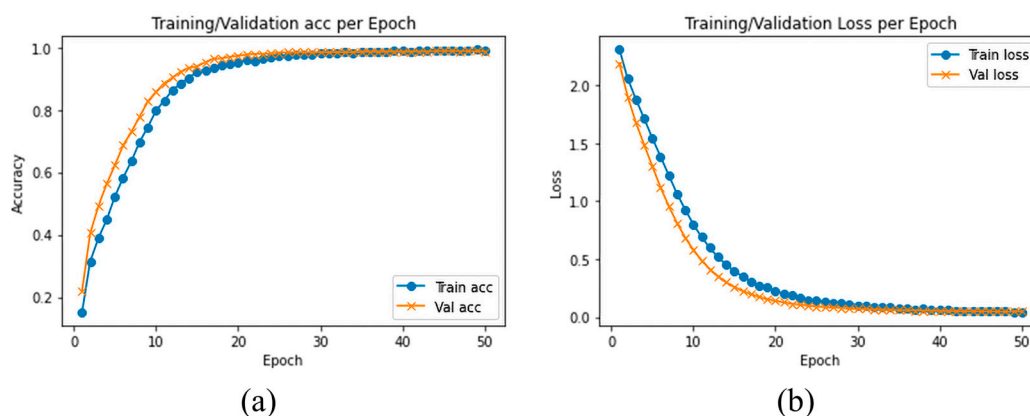 Training/Validation acc per Epoch
1.0
0.8
0.6
0.4
0.2
Accuracy
0
10
20
30
40
50
Epoch
Train acc
Val acc
(a)
Training/Validation Loss per Epoch
2.0
1.5
1.0
0.5
0.0
Loss
0
10
20
30
40
50
Epoch
Train loss
Val loss
(b)